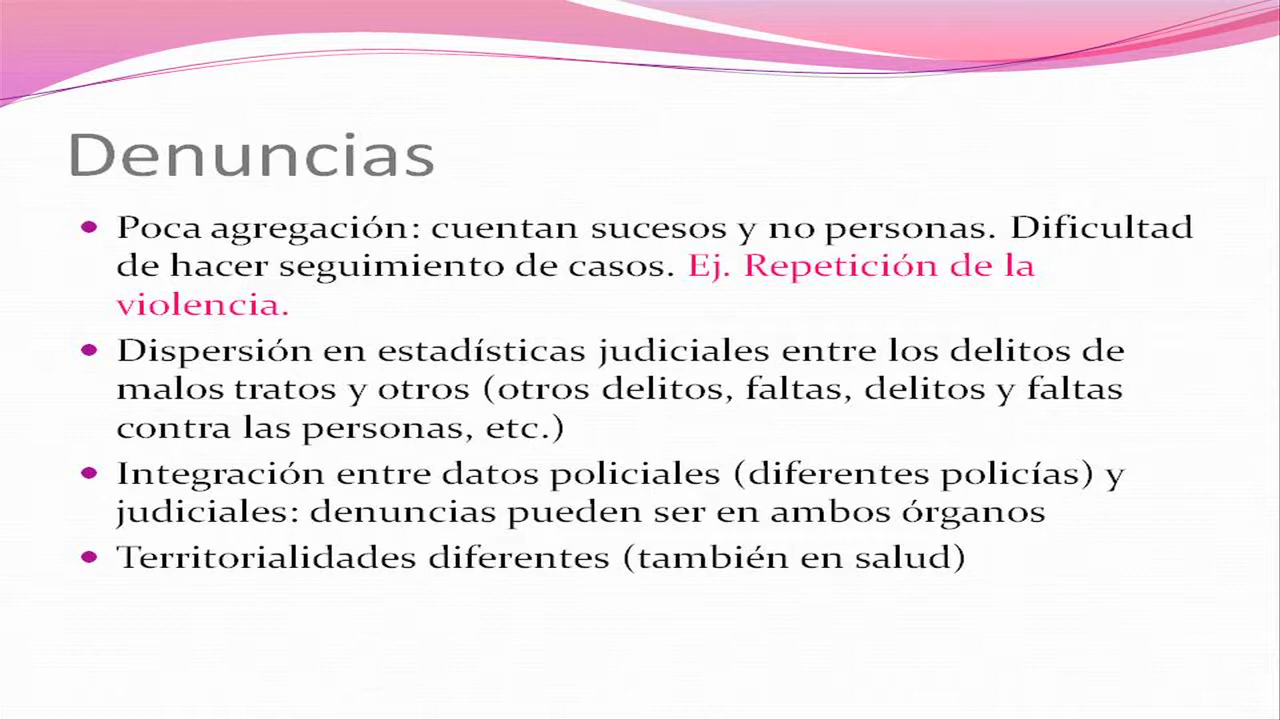 Denuncias
Poca agregación: cuentan sucesos y no personas. Dificultad
de hacer seguimiento de casos. Ej. Repetición de la
violencia.
Dispersión en estadísticas judiciales entre los delitos de
malos tratos y otros (otros delitos, faltas, delitos y faltas
contra las personas, etc.)
Integración entre datos policiales (diferentes policías) y
judiciales: denuncias pueden ser en ambos órganos
Territorialidades diferentes (también en salud)